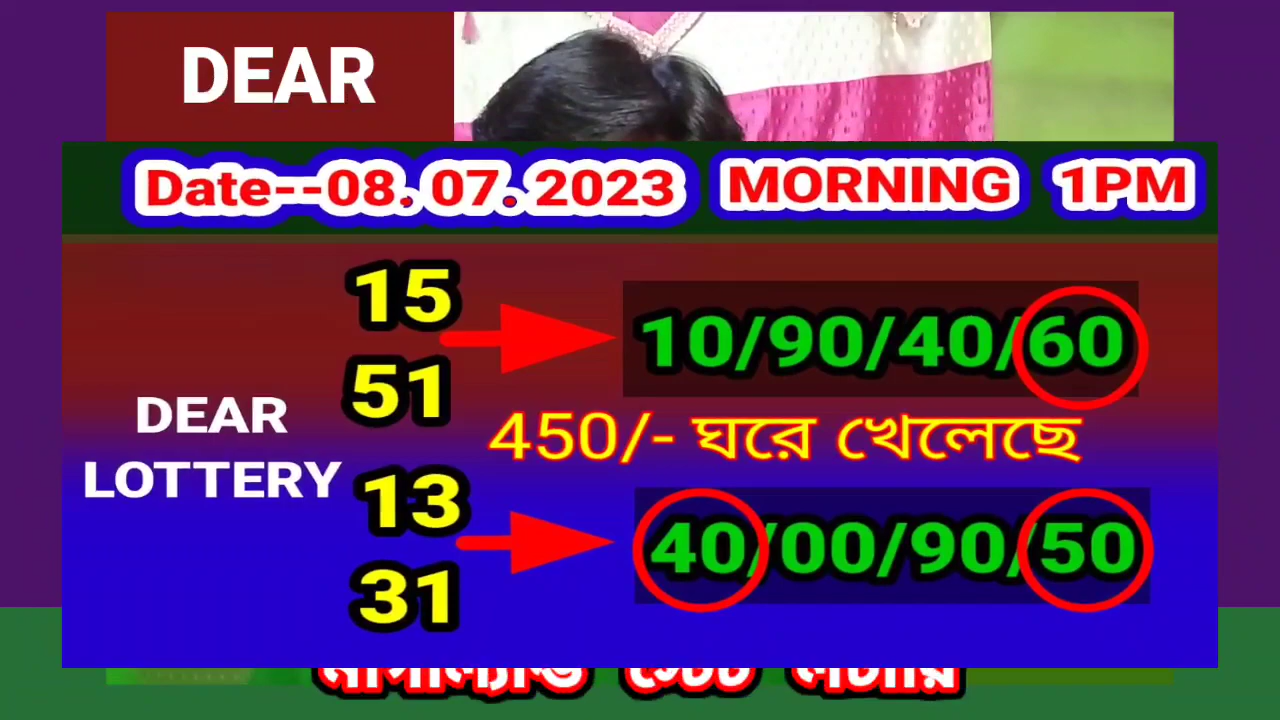 DEAR
Date--08.07.2023 MORNING 1PM
15
10/90/40/60
51
450/- ঘরে খেলেছে
DEAR
LOTTERY
13
40/00/90/50
31
নাগাল্যান্ড স্টেট লটারি